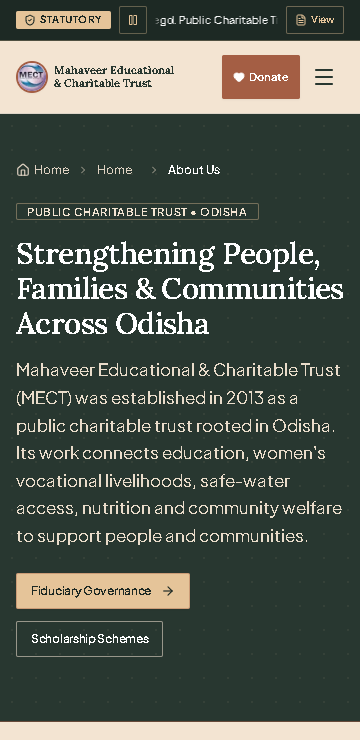 STATUTORY
Public Charitable
View
MECT
Mahaveer Educational
& Charitable Trust
Donate
Home
Home
About Us
PUBLIC CHARITABLE TRUST • ODISHA
Strengthening People,
Families & Communities
Across Odisha
Mahaveer Educational & Charitable Trust
(MECT) was established in 2013 as a
public charitable trust rooted in Odisha.
Its work connects education, women's
vocational livelihoods, safe-water
access, nutrition and community welfare
to support people and communities.
Fiduciary Governance
Scholarship Schemes